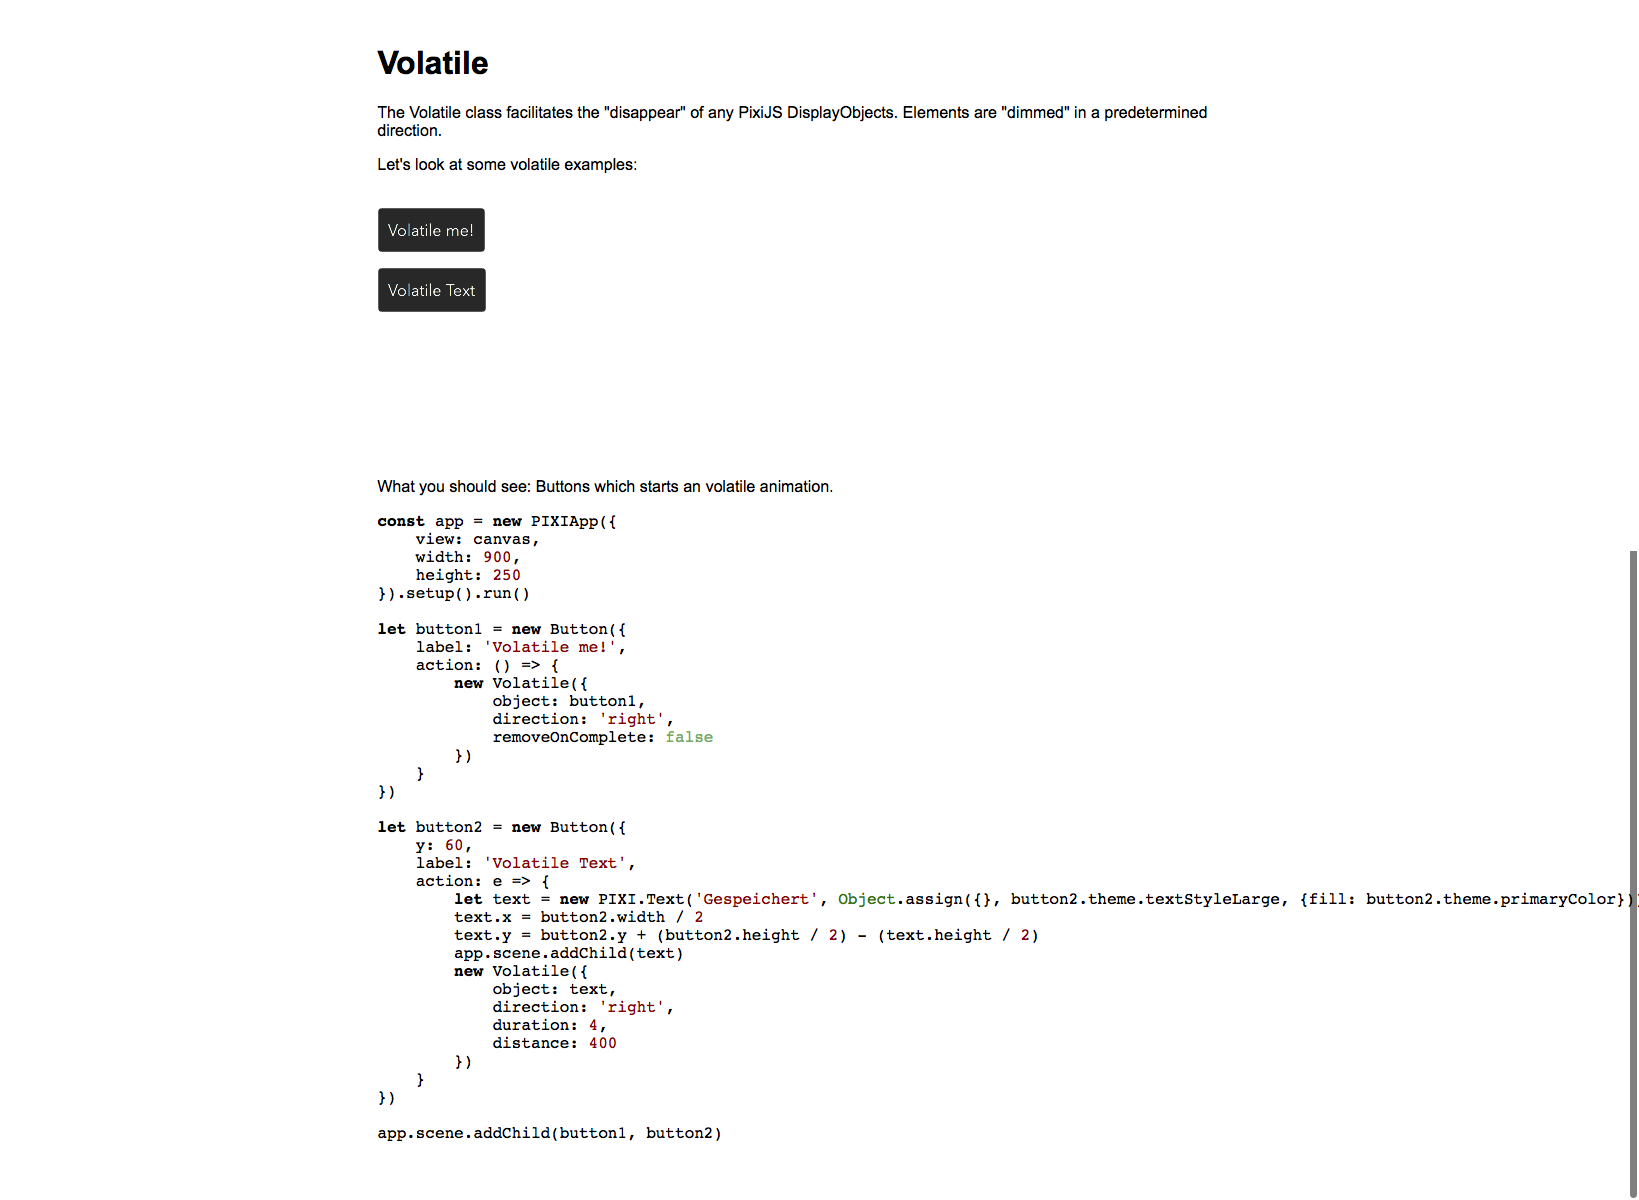 Volatile
The Volatile class facilitates the "disappear" of any PixiJS DisplayObjects. Elements are "dimmed" in a predetermined
direction.
Let's look at some volatile examples:
Volatile me!
Volatile Text
What you should see: Buttons which starts an volatile animation.
const app = new PIXIApp({
    view: canvas,
    width: 900,
    height: 250
}).setup().run()
let button1 = new Button({
    label: 'Volatile me!',
    action: () => {
        new Volatile({
            object: button1,
            direction: 'right',
            removeOnComplete: false
        })
    }
})
let button2 = new Button({
    y: 60,
    label: 'Volatile Text',
    action: e => {
        let text = new PIXI.Text('Gespeichert', Object.assign({}, button2.theme.textStyleLarge, {fill: button2.theme.primaryColor}))
        text.x = button2.width / 2
        text.y = button2.y + (button2.height / 2) - (text.height / 2)
        app.scene.addChild(text)
        new Volatile({
            object: text,
            direction: 'right',
            duration: 4,
            distance: 400
        })
    }
})
app.scene.addChild(button1, button2)